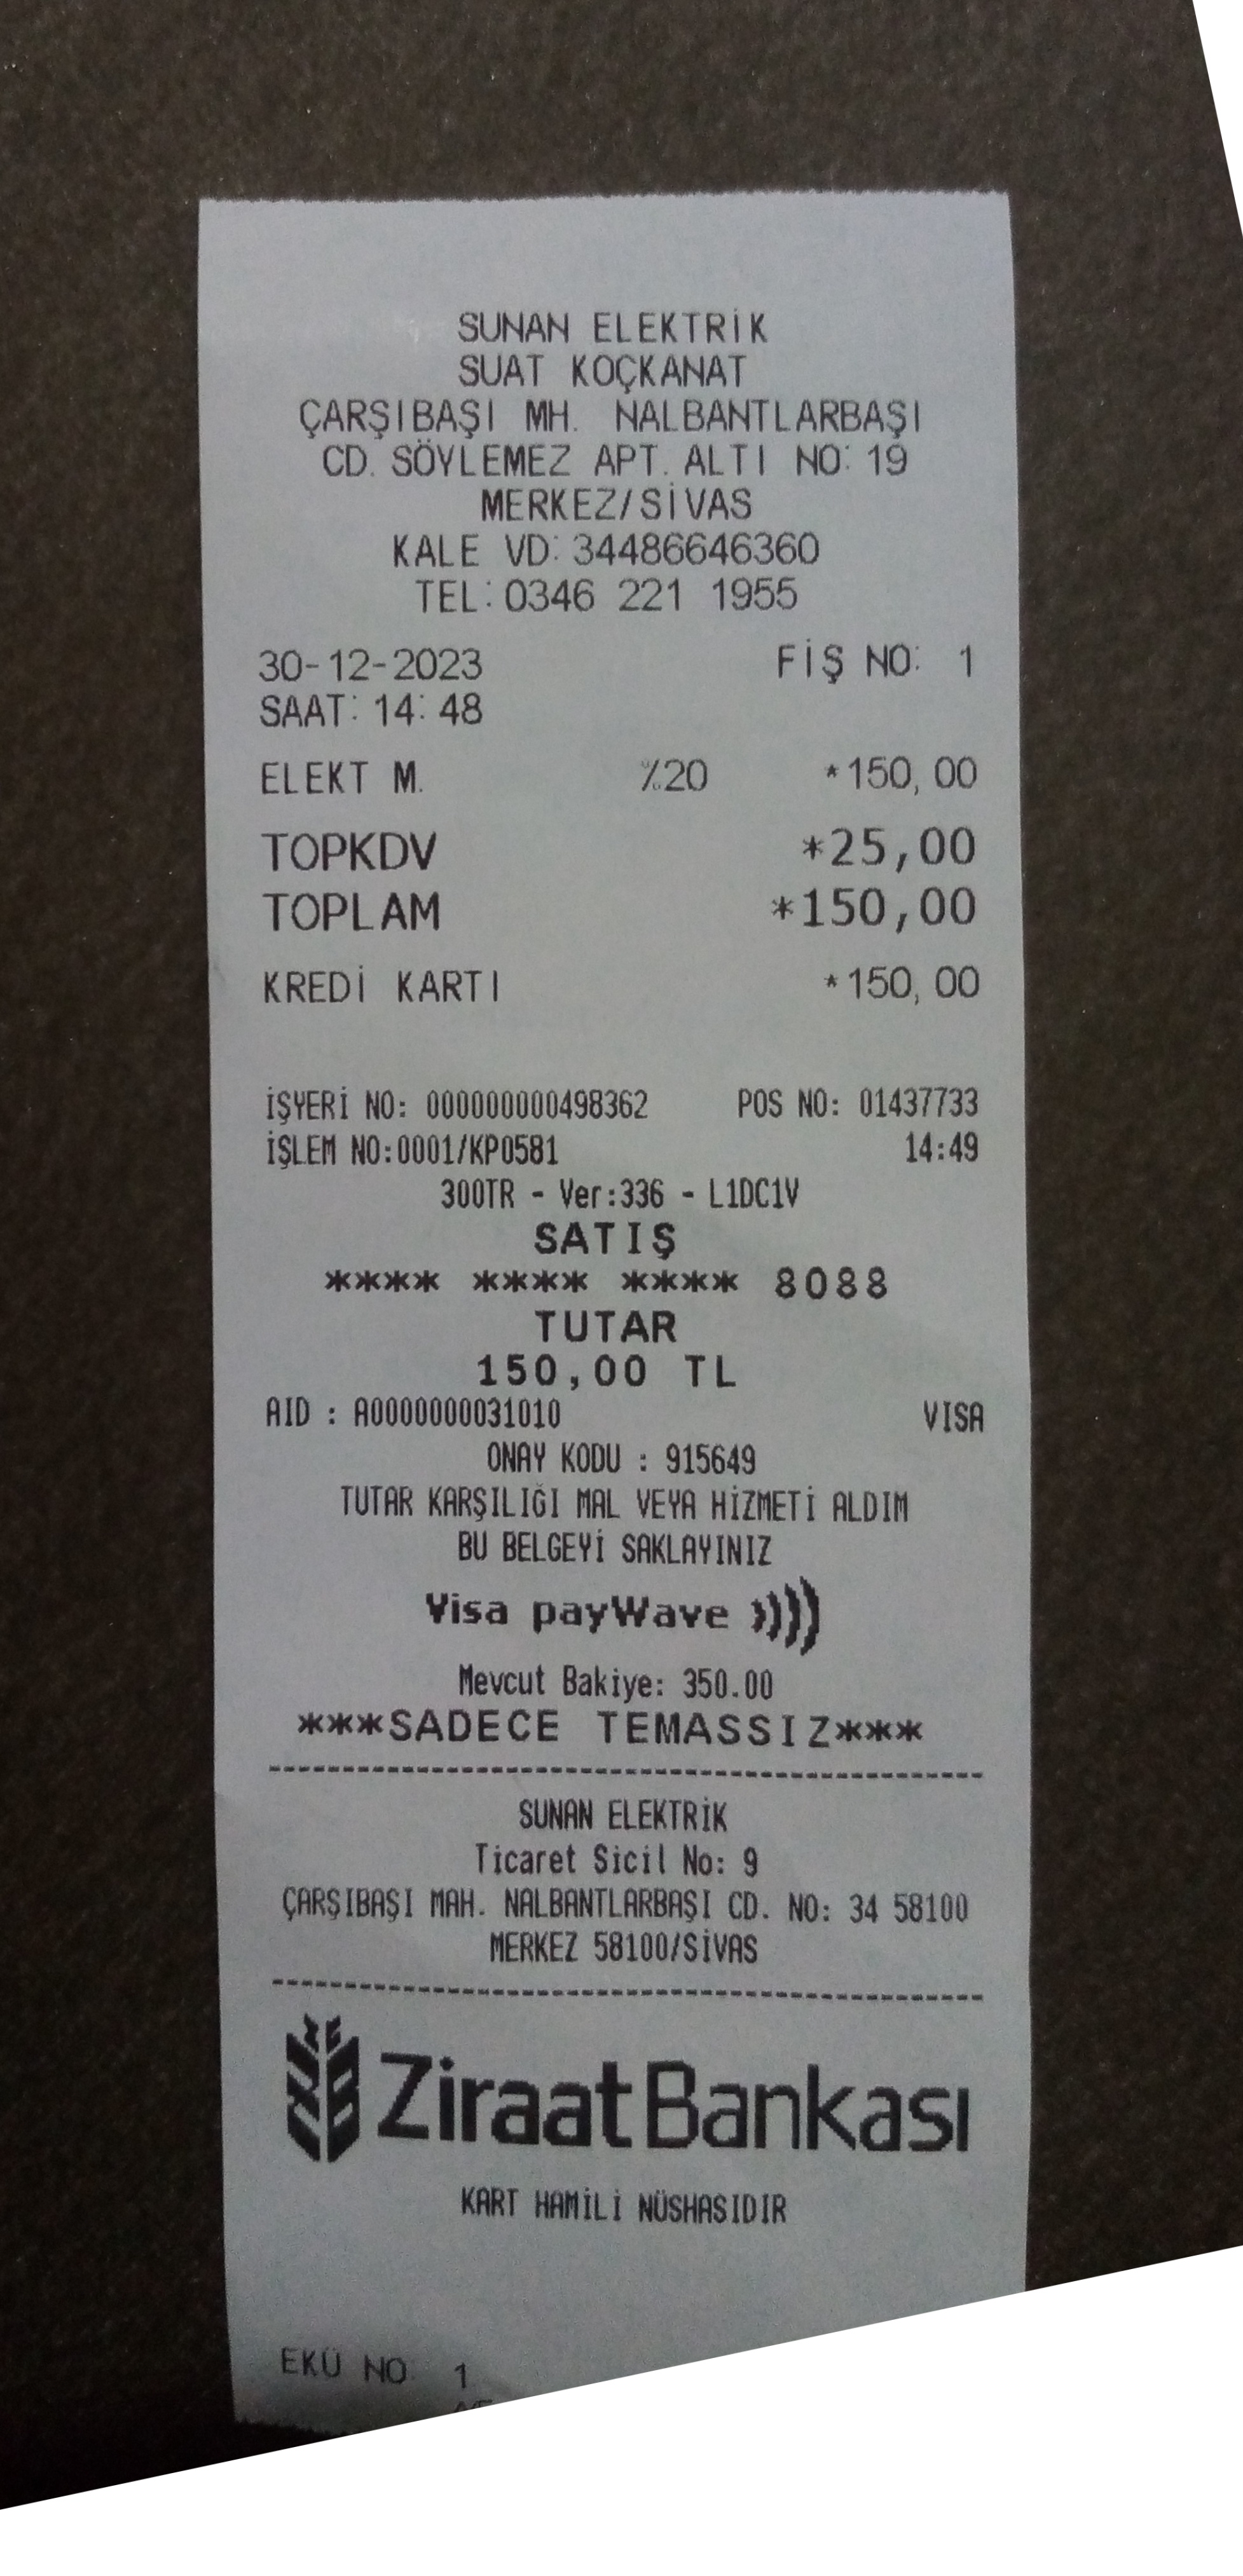 SUNAN ELEKTRİK
SUAT KOÇKANAT
ÇARŞIBAŞI MH. NALBANTLARBAŞI
CD. SÖYLEMEZ APT. ALTI NO: 19
MERKEZ/SİVAS
KALE VD: 34486646360
TEL: 0346 221 1955
30-12-2023 FİŞ NO: 1
SAAT: 14:48
ELEKT M. %20 *150,00
TOPKDV *25,00
TOPLAM *150,00
KREDİ KARTI *150,00
İŞYERİ NO: 000000000498362 POS NO: 01437733
İŞLEM NO:0001/KP0581 14:49
300TR - Ver:336 - L1DC1V
SATIŞ
**** **** **** 8088
TUTAR
150,00 TL
AID : A0000000031010 VISA
ONAY KODU : 915649
TUTAR KARŞILIĞI MAL VEYA HİZMETİ ALDIM
BU BELGEYİ SAKLAYINIZ
Visa payWave
Mevcut Bakiye: 350.00
***SADECE TEMASSIZ***
SUNAN ELEKTRİK
Ticaret Sicil No: 9
ÇARŞIBAŞI MAH. NALBANTLARBAŞI CD. NO: 34 58100
MERKEZ 58100/SİVAS
Ziraat Bankası
KART HAMİLİ NÜSHASIDIR
EKÜ NO: 1